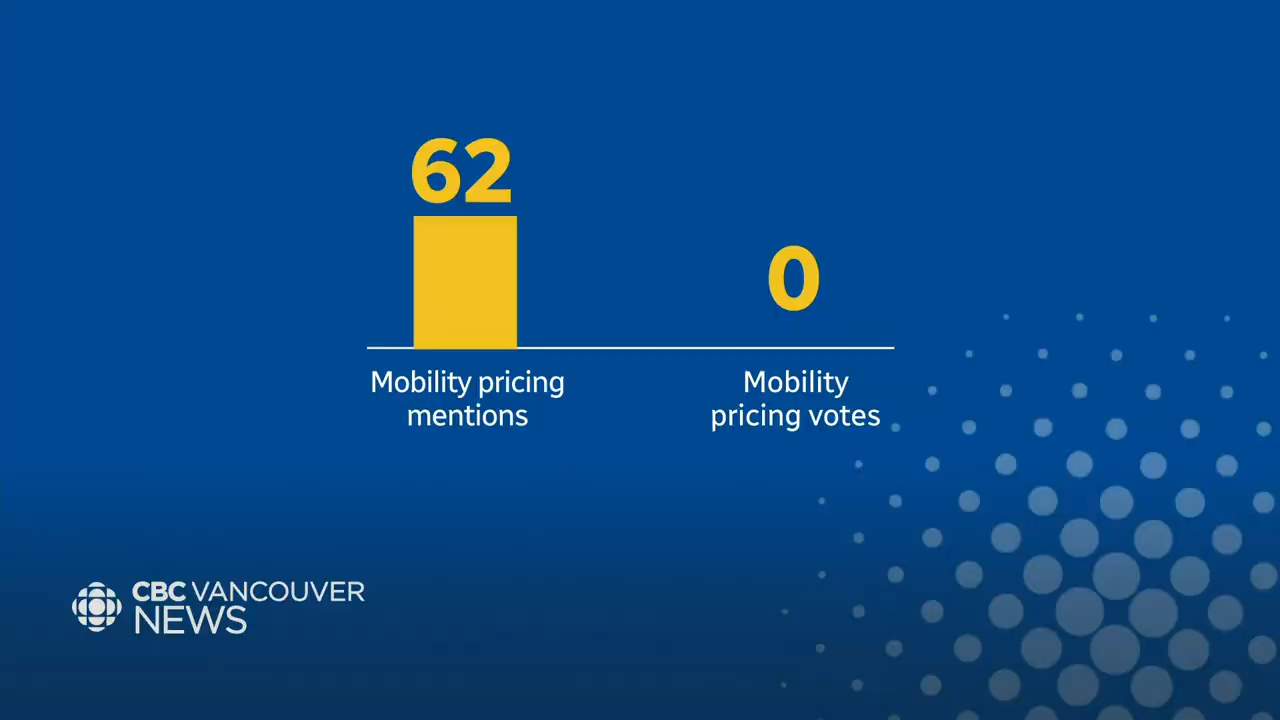 62
0
Mobility pricing
mentions
Mobility
pricing votes
CBC VANCOUVER
NEWS